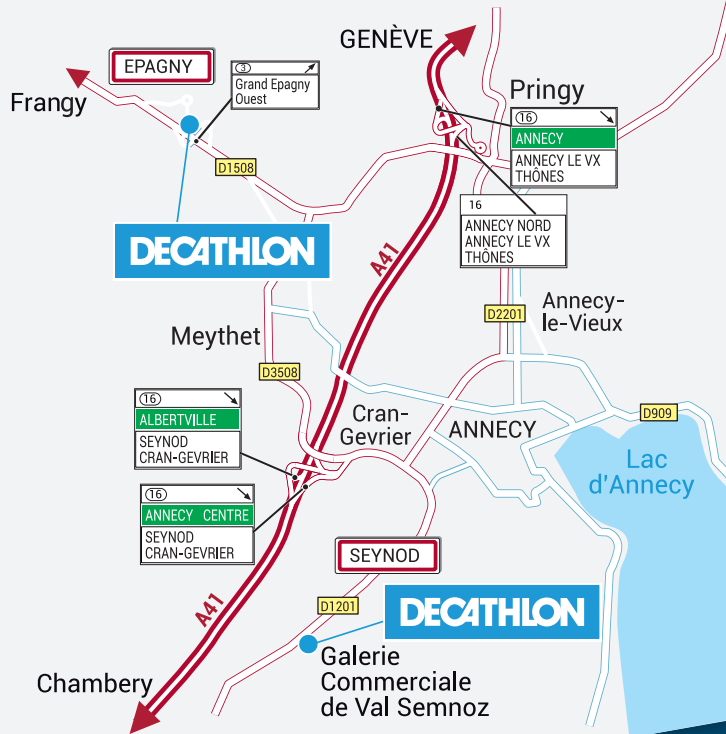 GENÈVE
EPAGNY
3
Grand Epagny
Ouest
Frangy
Pringy
16
ANNECY
ANNECY LE VX
THÔNES
D1508
16
ANNECY NORD
ANNECY LE VX
THÔNES
DECATHLON
A41
Annecy-
le-Vieux
D2201
Meythet
D3508
16
ALBERTVILLE
SEYNOD
CRAN-GEVRIER
Cran-
Gevrier
ANNECY
D909
Lac
d'Annecy
16
ANNECY CENTRE
SEYNOD
CRAN-GEVRIER
SEYNOD
A41
D1201
DECATHLON
Galerie
Commerciale
de Val Semnoz
Chambery